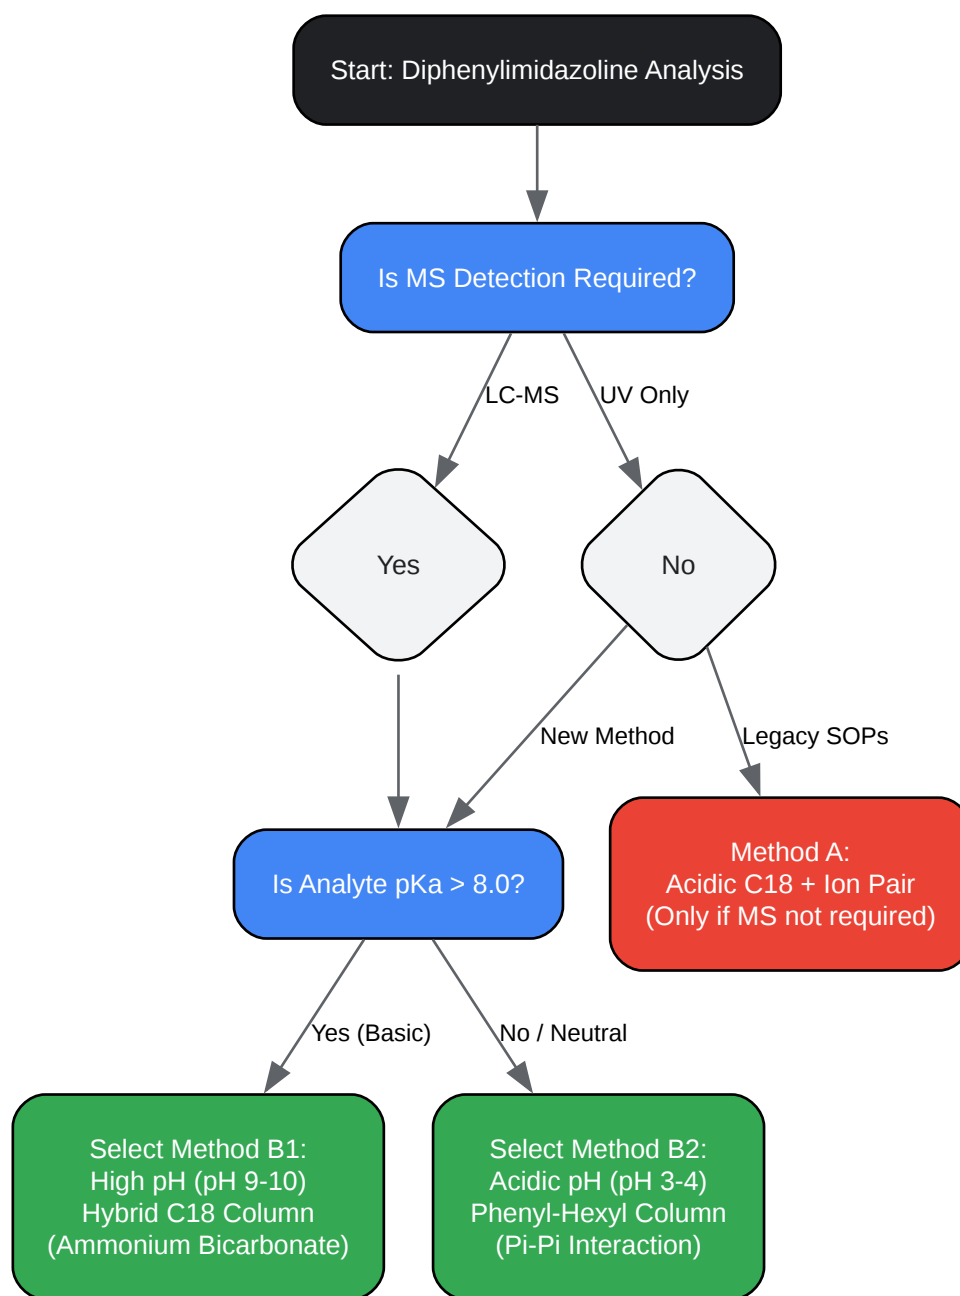 Start: Diphenylimidazoline Analysis
Is MS Detection Required?
LC-MS
UV Only
Yes
No
New Method
Legacy SOPs
Method A:
Acidic C18 + Ion Pair
(Only if MS not required)
Is Analyte pKa > 8.0?
Yes (Basic)
No / Neutral
Select Method B1:
High pH (pH 9-10)
Hybrid C18 Column
(Ammonium Bicarbonate)
Select Method B2:
Acidic pH (pH 3-4)
Phenyl-Hexyl Column
(Pi-Pi Interaction)